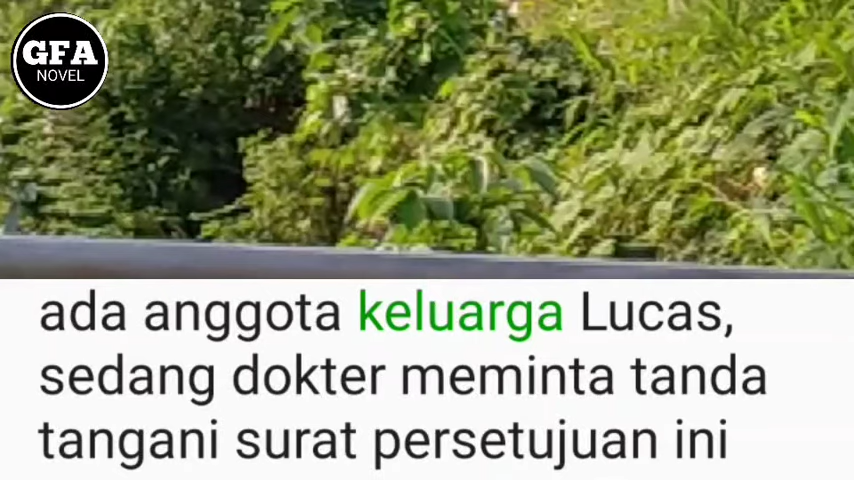 GFA
NOVEL
ada anggota keluarga Lucas,
sedang dokter meminta tanda
tangani surat persetujuan ini